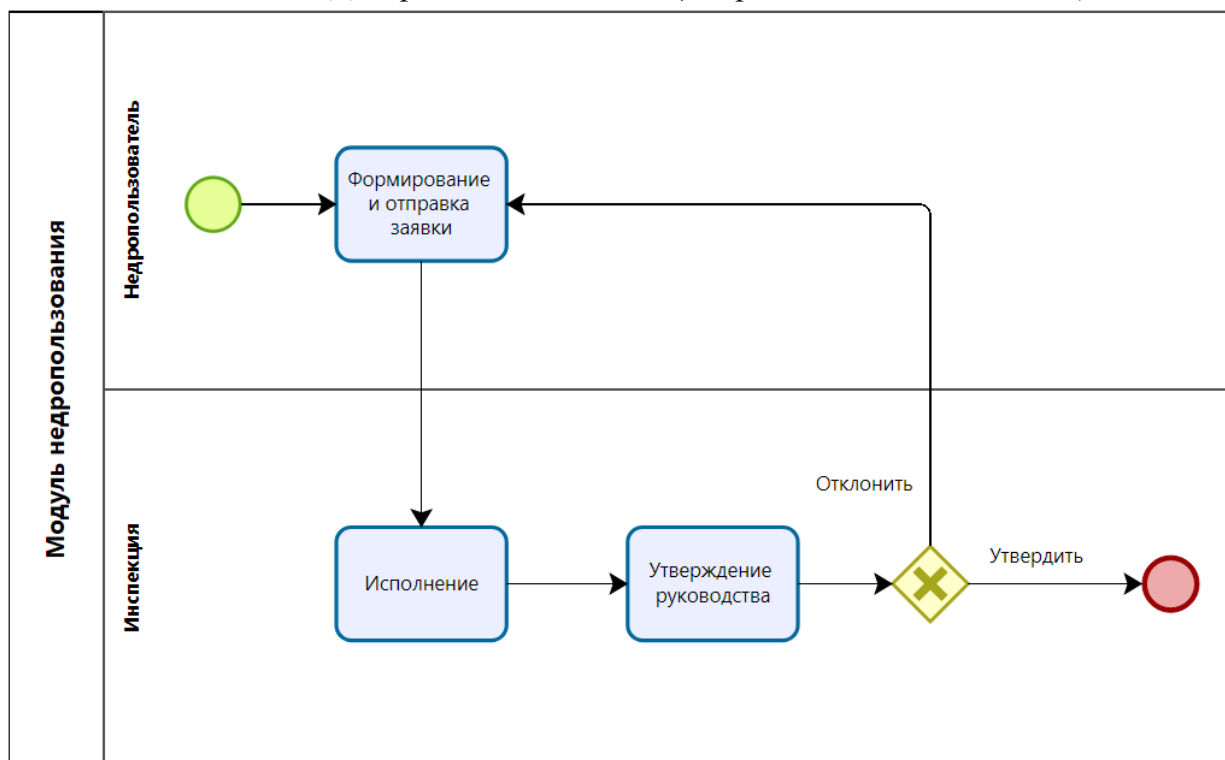 Модуль недропользования
Недропользователь
Формирование
и отправка
заявки
Инспекция
Исполнение
Утверждение
руководства
Отклонить
Утвердить